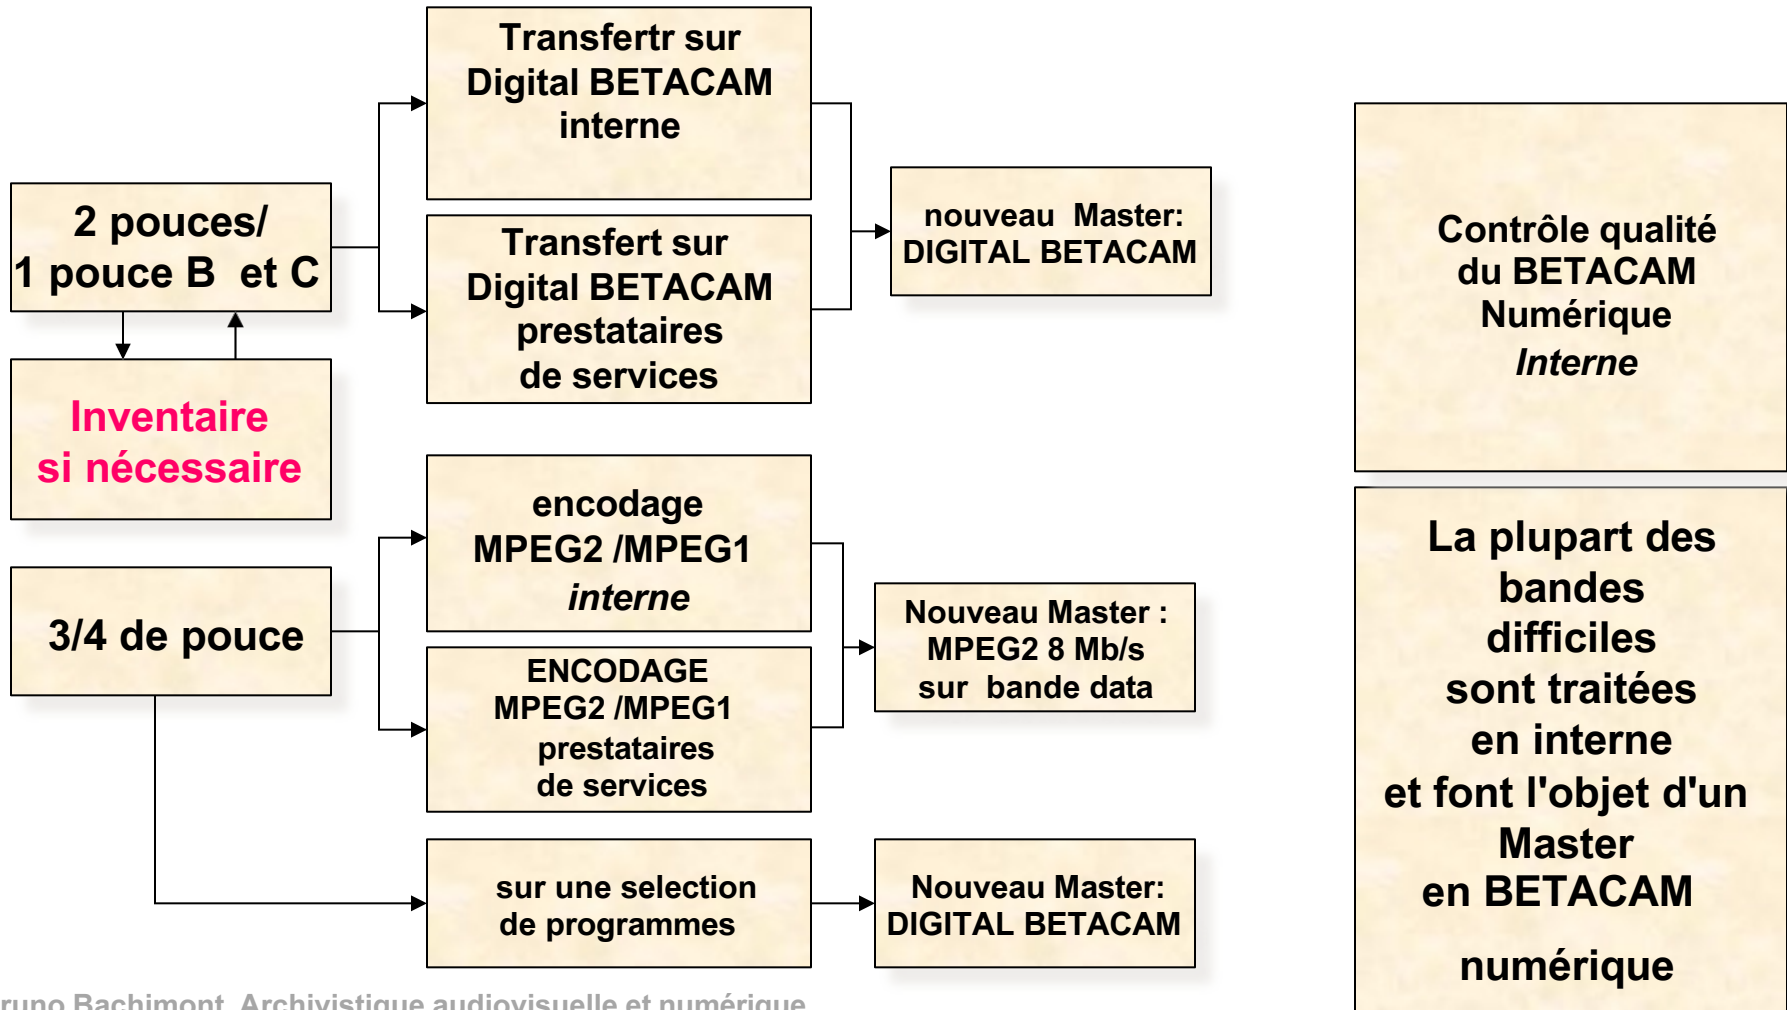 Transfertr sur
Digital BETACAM
interne
2 pouces/
1 pouce B et C
Transfert sur
Digital BETACAM
prestataires
de services
nouveau Master:
DIGITAL BETACAM
Inventaire
si nécessaire
encodage
MPEG2 /MPEG1
interne
3/4 de pouce
ENCODAGE
MPEG2 /MPEG1
prestataires
de services
Nouveau Master :
MPEG2 8 Mb/s
sur bande data
sur une selection
de programmes
Nouveau Master:
DIGITAL BETACAM
Contrôle qualité
du BETACAM
Numérique
Interne
La plupart des
bandes
difficiles
sont traitées
en interne
et font l'objet d'un
Master
en BETACAM
numérique
runo Bachimont Archivistique audiovisuelle et numérique